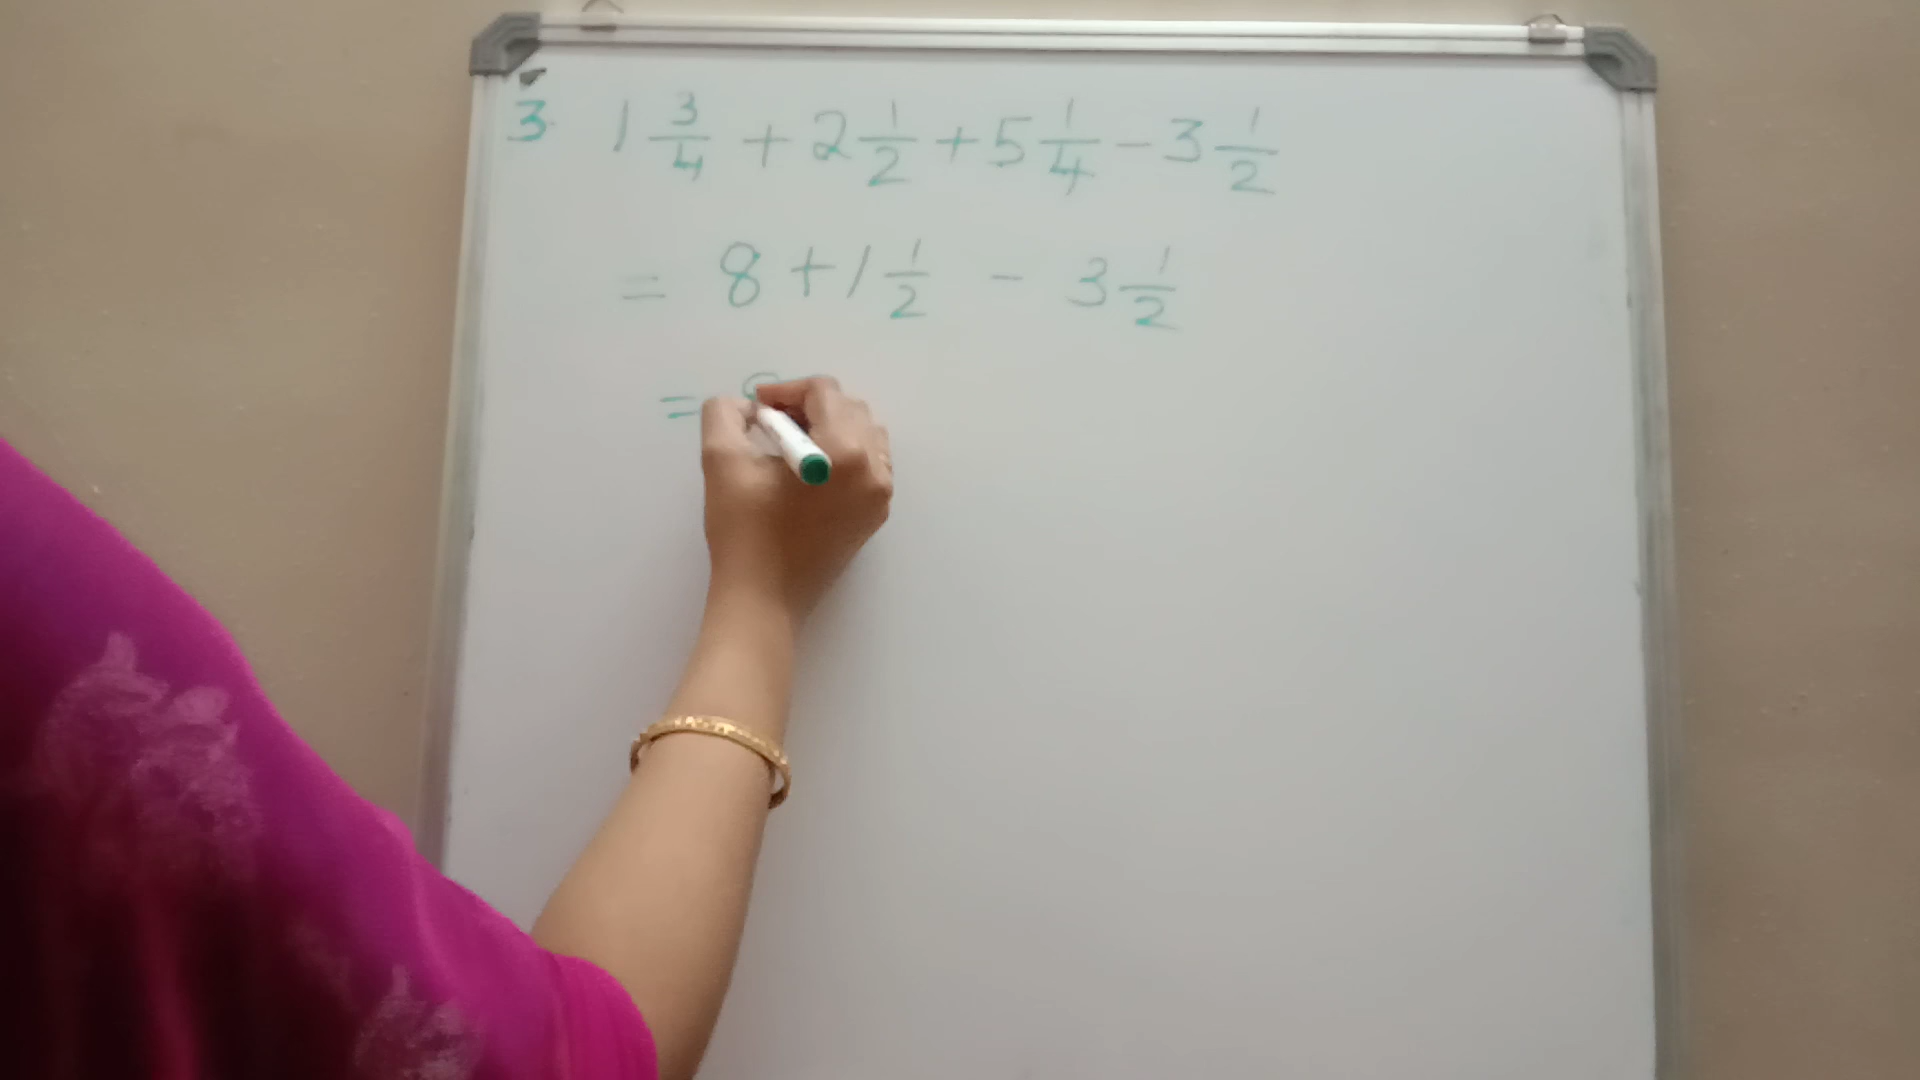 3 1 3/4 + 2 1/2 + 5 1/4 - 3 1/2
= 8 + 1 1/2 - 3 1/2
=